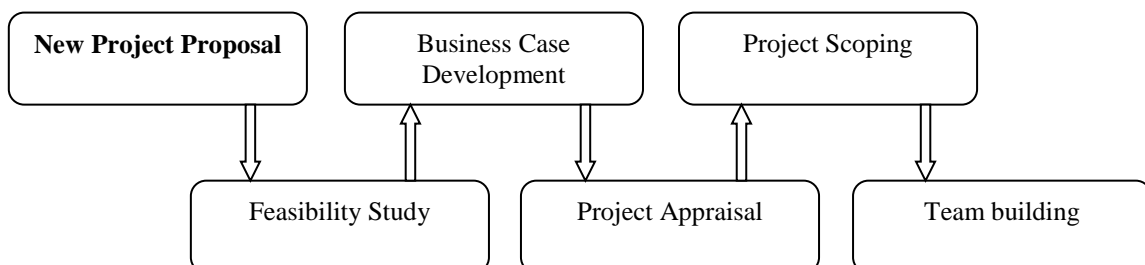 New Project Proposal
Business Case
Development
Project Scoping
Feasibility Study
Project Appraisal
Team building